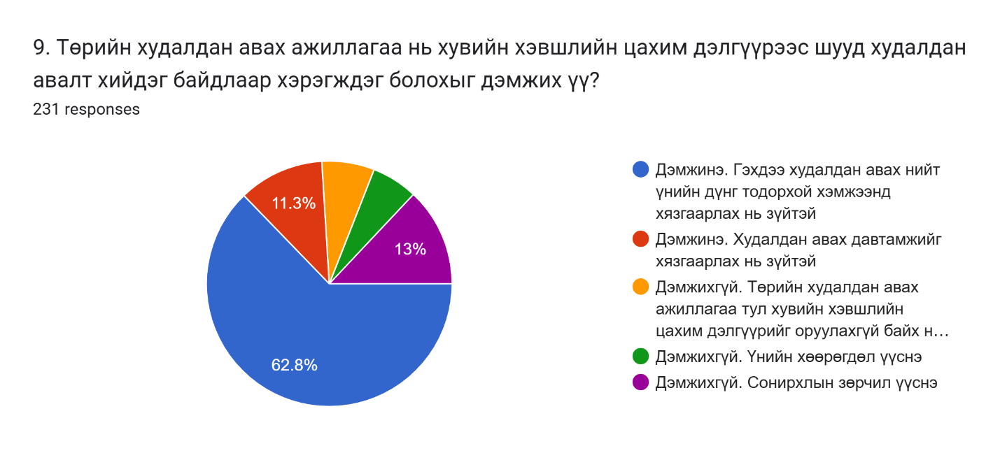 9. Төрийн худалдан авах ажиллагаа нь хувийн хэвшлийн цахим дэлгүүрээс шууд худалдан
авалт хийдэг байдлаар хэрэгждэг болохыг дэмжих үү?
231 responses
11.3%
13%
62.8%
Дэмжинэ. Гэхдээ худалдан авах нийт
үнийн дүнг тодорхой хэмжээнд
хязгаарлах нь зүйтэй
Дэмжинэ. Худалдан авах давтамжийг
хязгаарлах нь зүйтэй
Дэмжихгүй. Төрийн худалдан авах
ажиллагаа тул хувийн хэвшлийн
цахим дэлгүүрийг оруулахгүй байх н…
Дэмжихгүй. Үнийн хөөрөгдөл үүснэ
Дэмжихгүй. Сонирхлын зөрчил үүснэ